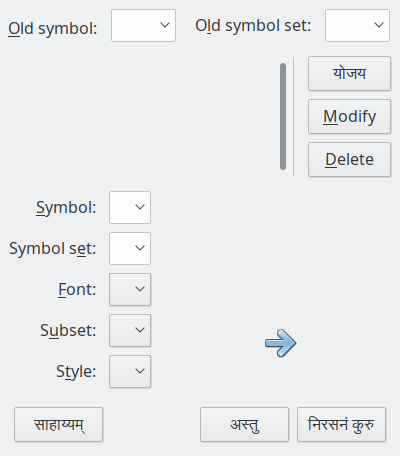 Old symbol:
Old symbol set:
योजय
Modify
Delete
Symbol:
Symbol set:
Font:
Subset:
Style:
साहाय्यम्
अस्तु
निरसनं कुरु